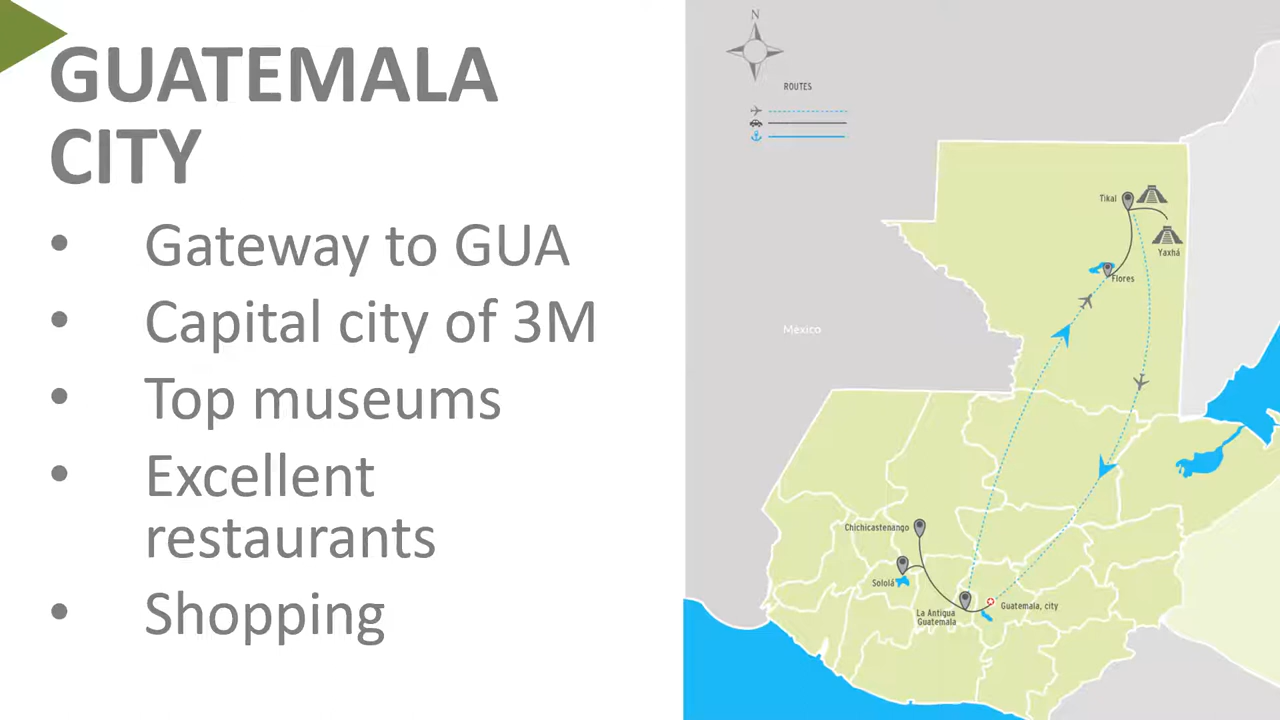 GUATEMALA
CITY
• Gateway to GUA
• Capital city of 3M
• Top museums
• Excellent
restaurants
• Shopping
N
ROUTES
Tikal
Yaxhá
Flores
México
Chichicastenango
Sololá
La Antigua
Guatemala
Guatemala, city